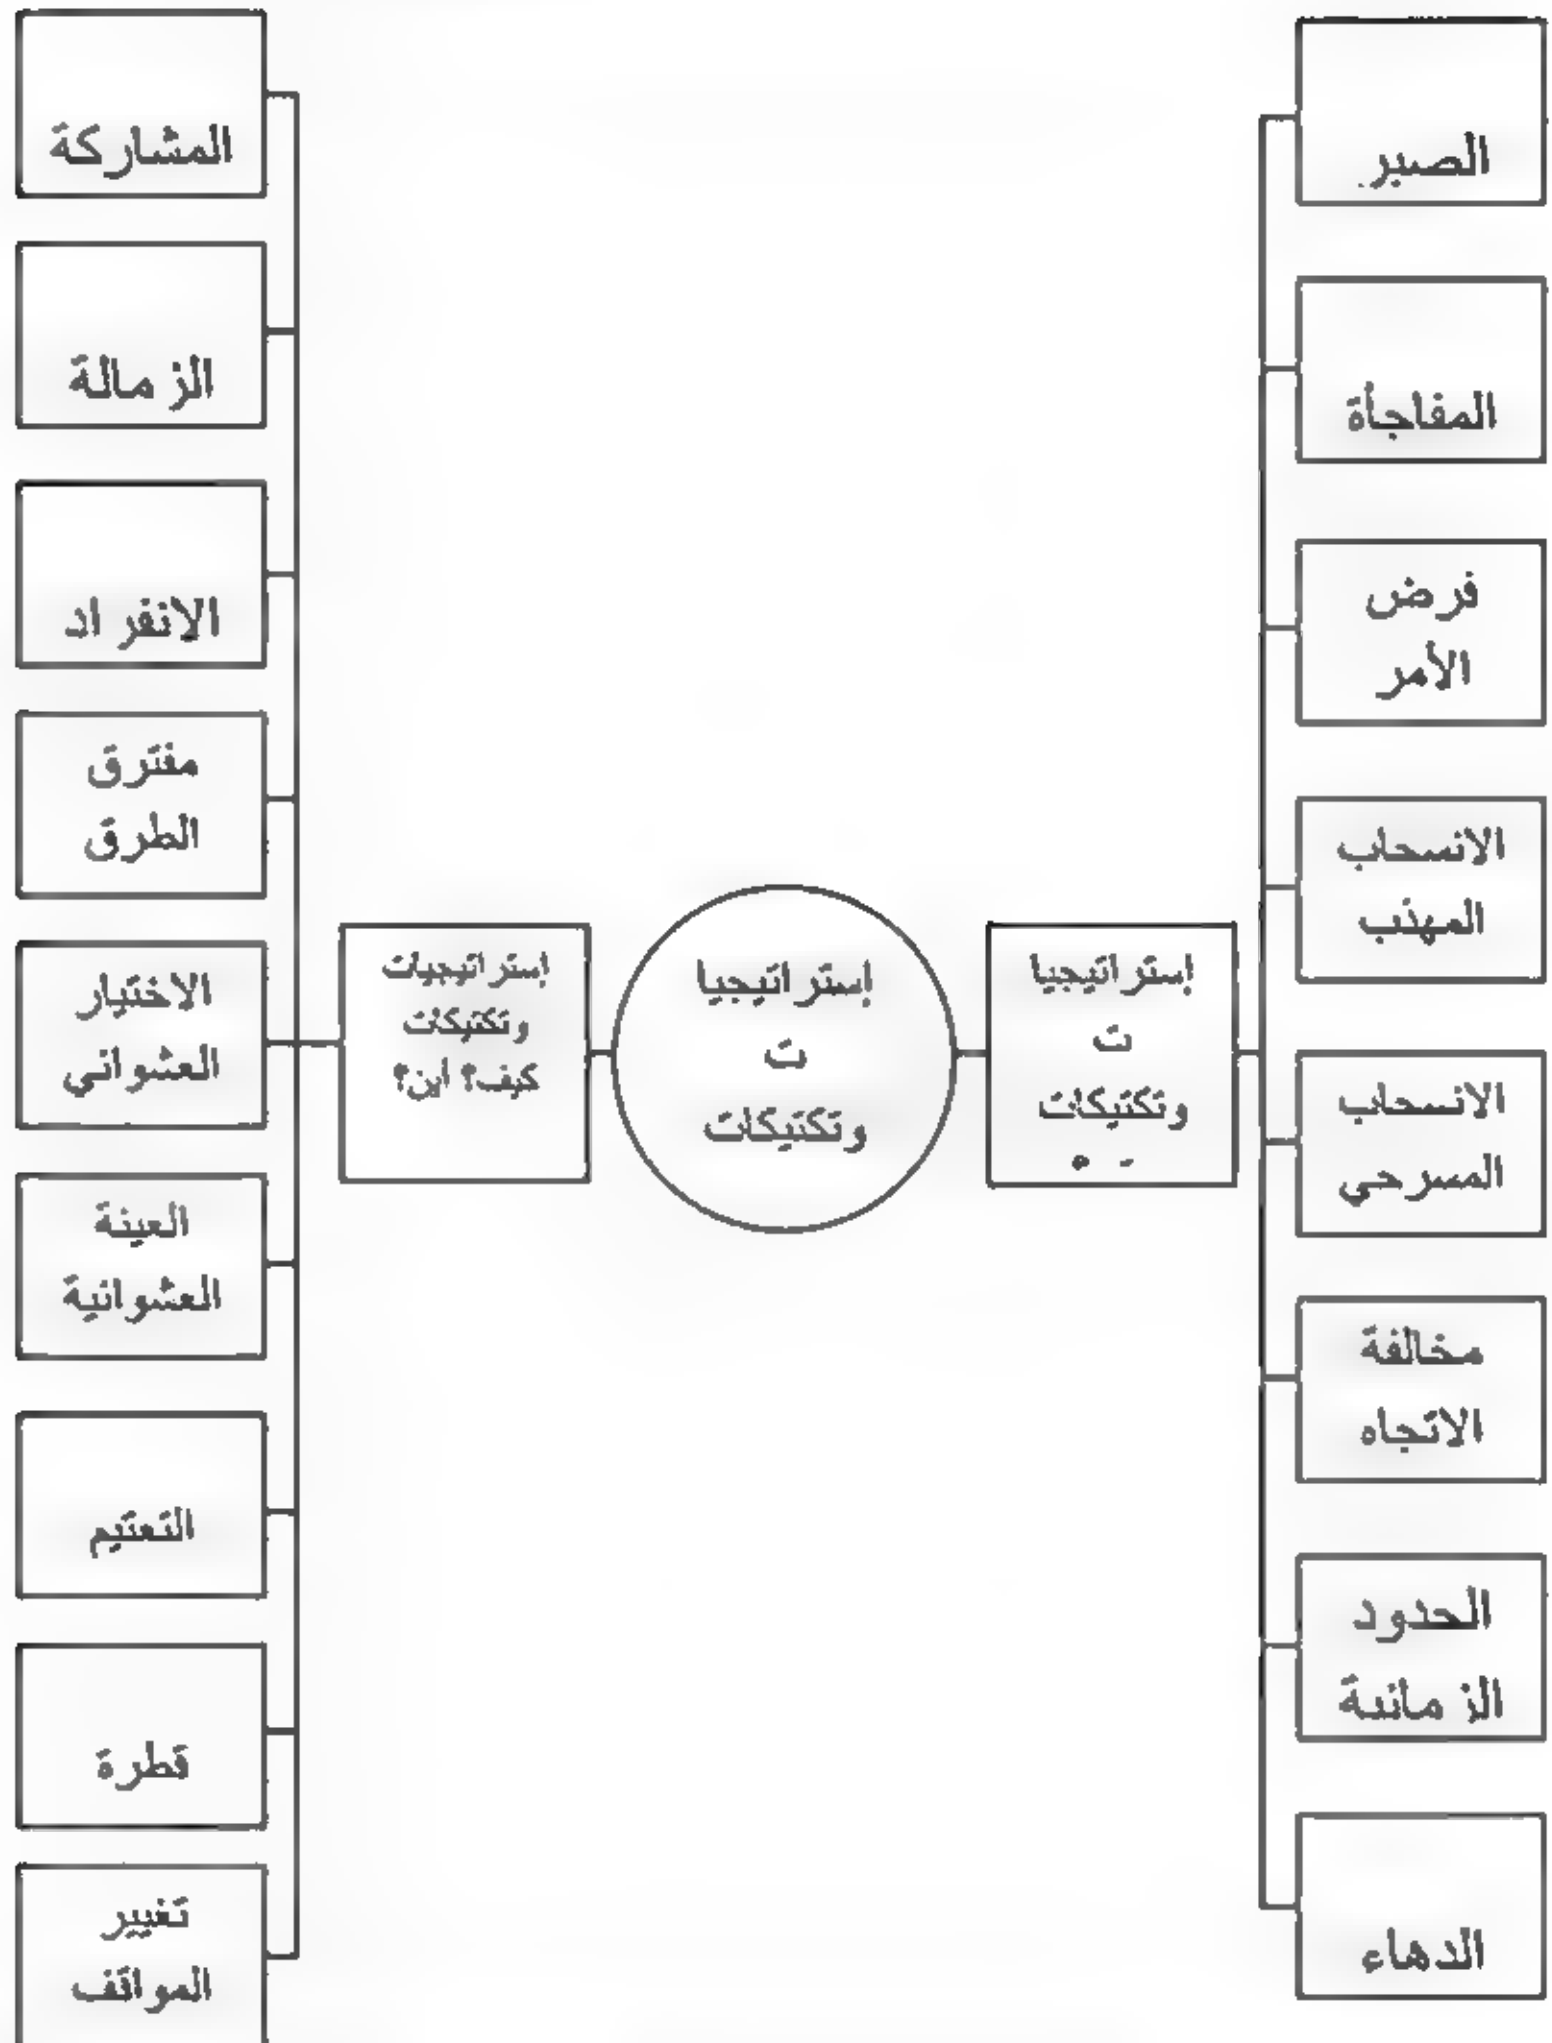 الصبر
المفاجأة
فرض
الأمر
الانسحاب
المهذب
الانسحاب
المسرحي
مخالفة
الاتجاه
الحدود
الزمانية
الدهاء
إستراتيجيا
ت
وتكتيكات
إستراتيجيا
ت
وتكتيكات
إستراتيجيات
وتكتيكات
كيف؟ أين؟
المشاركة
الزمالة
الانفراد
مفترق
الطرق
الاختيار
العشوائي
العينة
العشوائية
التعتيم
قطرة
تغيير
المواقف